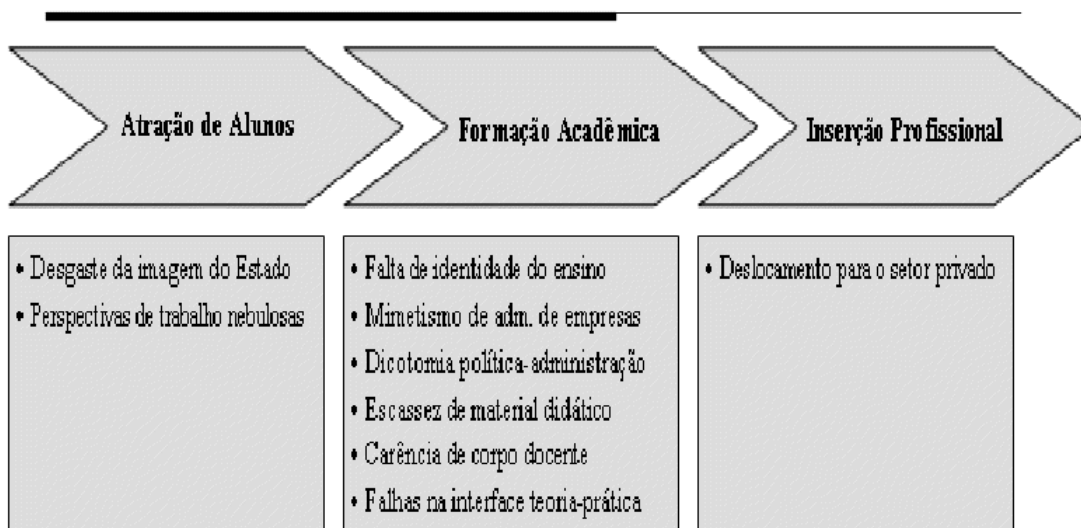 Atração de Alunos
Formação Acadêmica
Inserção Profissional
• Desgaste da imagem do Estado
• Perspectivas de trabalho nebulosas
• Falta de identidade do ensino
• Mimetismo de adm. de empresas
• Dicotomia política-administração
• Escassez de material didático
• Carência de corpo docente
• Falhas na interface teoria-prática
• Deslocamento para o setor privado